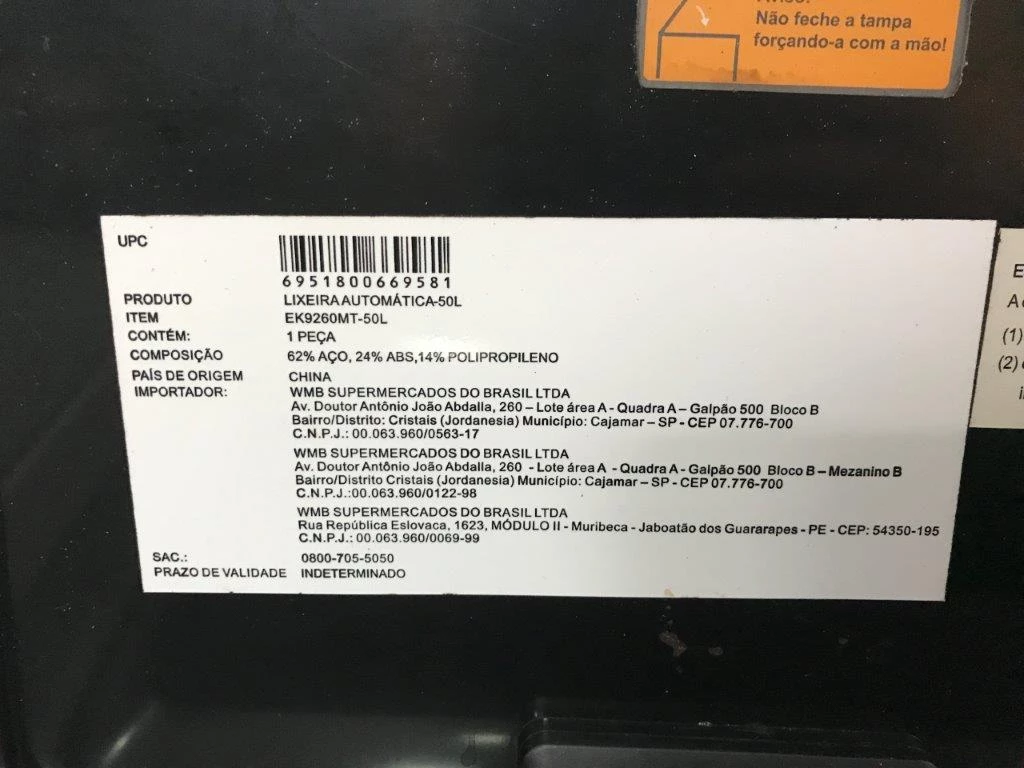 Aviso:
Não feche a tampa
forçando-a com a mão!
UPC
6951800669581
PRODUTO LIXEIRA AUTOMÁTICA-50L
ITEM EK9260MT-50L
CONTÉM: 1 PEÇA
COMPOSIÇÃO 62% AÇO, 24% ABS,14% POLIPROPILENO
PAÍS DE ORIGEM CHINA
IMPORTADOR: WMB SUPERMERCADOS DO BRASIL LTDA
Av. Doutor Antônio João Abdalla, 260 – Lote área A - Quadra A – Galpão 500 Bloco B
Bairro/Distrito: Cristais (Jordanesia) Município: Cajamar – SP - CEP 07.776-700
C.N.P.J.: 00.063.960/0563-17
WMB SUPERMERCADOS DO BRASIL LTDA
Av. Doutor Antônio João Abdalla, 260 - Lote área A - Quadra A - Galpão 500 Bloco B – Mezanino B
Bairro/Distrito Cristais (Jordanesia) Município: Cajamar – SP - CEP 07.776-700
C.N.P.J.:00.063.960/0122-98
WMB SUPERMERCADOS DO BRASIL LTDA
Rua República Eslovaca, 1623, MÓDULO II - Muribeca - Jaboatão dos Guararapes - PE - CEP: 54350-195
C.N.P.J.: 00.063.960/0069-99
SAC.: 0800-705-5050
PRAZO DE VALIDADE INDETERMINADO
(1)
(2)